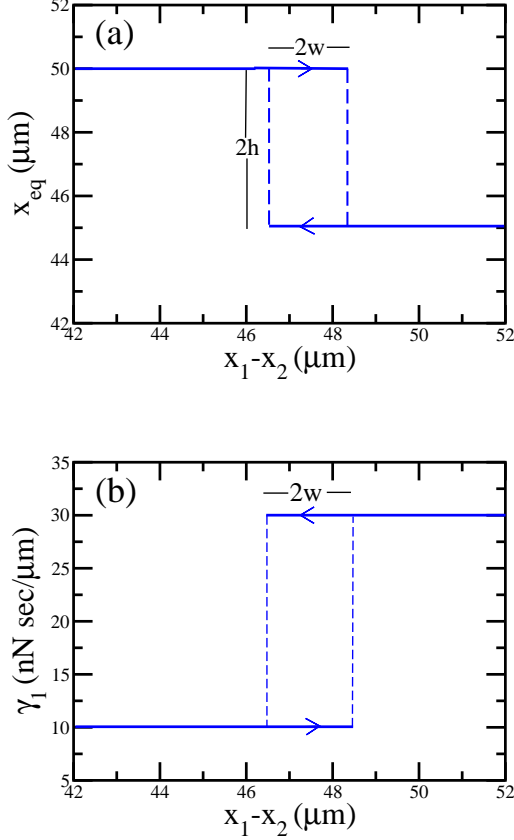 52
(a)
2w
50
48
2h
46
44
42
x_eq (μm)
42 44 46 48 50 52
x_1-x_2 (μm)
35
(b)
2w
30
25
20
15
10
5
γ_1 (nN sec/μm)
42 44 46 48 50 52
x_1-x_2 (μm)